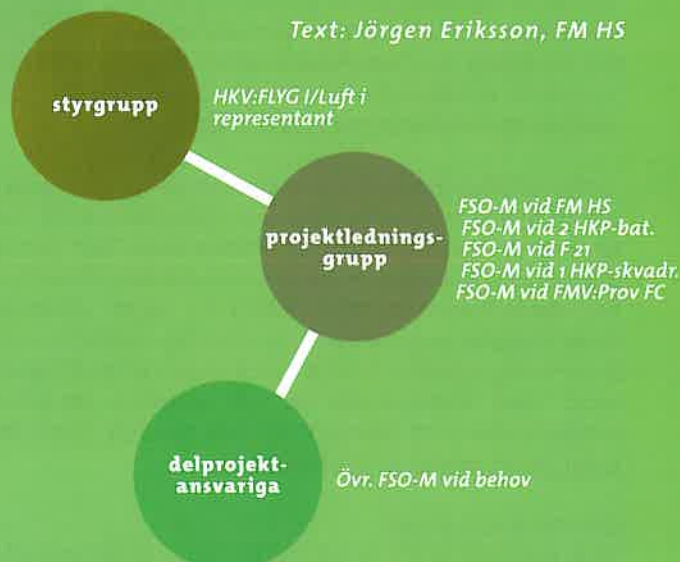 Text: Jörgen Eriksson, FM HS
styrgrupp
HKV:FLYG I/Luft i
representant
projektlednings-
grupp
FSO-M vid FM HS
FSO-M vid 2 HKP-bat.
FSO-M vid F 21
FSO-M vid 1 HKP-skvadr.
FSO-M vid FMV:Prov FC
delprojekt-
ansvariga
Övr. FSO-M vid behov